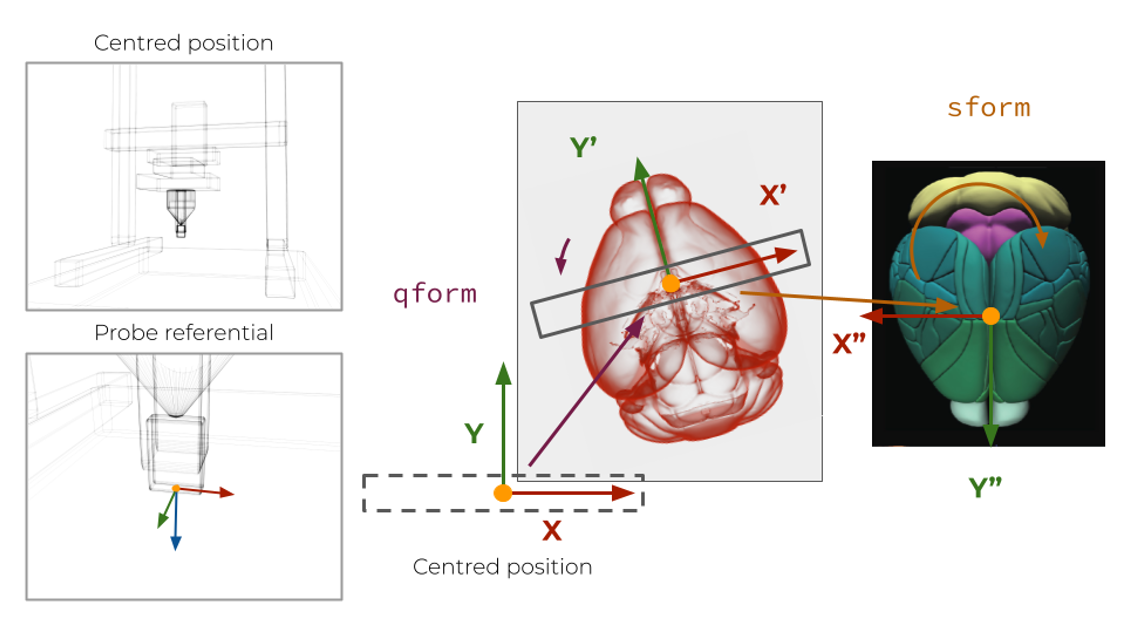 Centred position
Probe referential
qform
Y
X
Centred position
Y’
X’
sform
X”
Y”